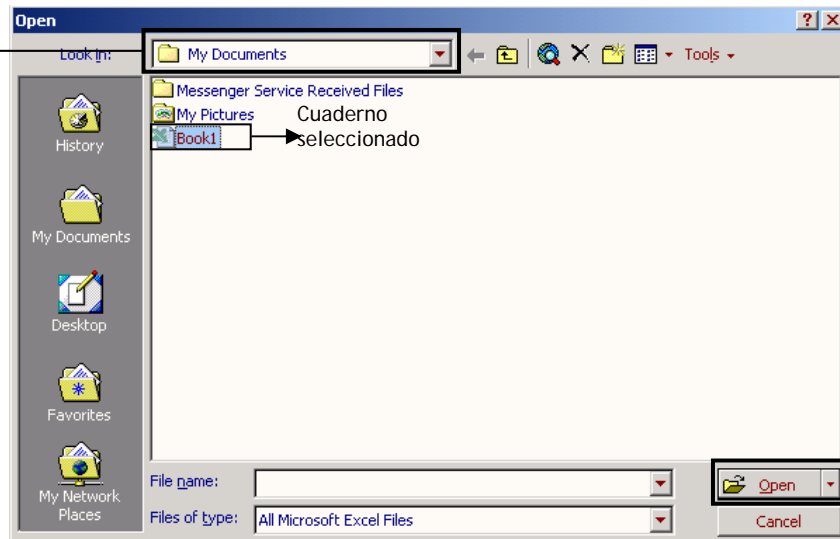 Open
Look in:
My Documents
Tools
Messenger Service Received Files
My Pictures
Book1
Cuaderno
seleccionado
History
My Documents
Desktop
Favorites
My Network
Places
File name:
Open
Files of type:
All Microsoft Excel Files
Cancel